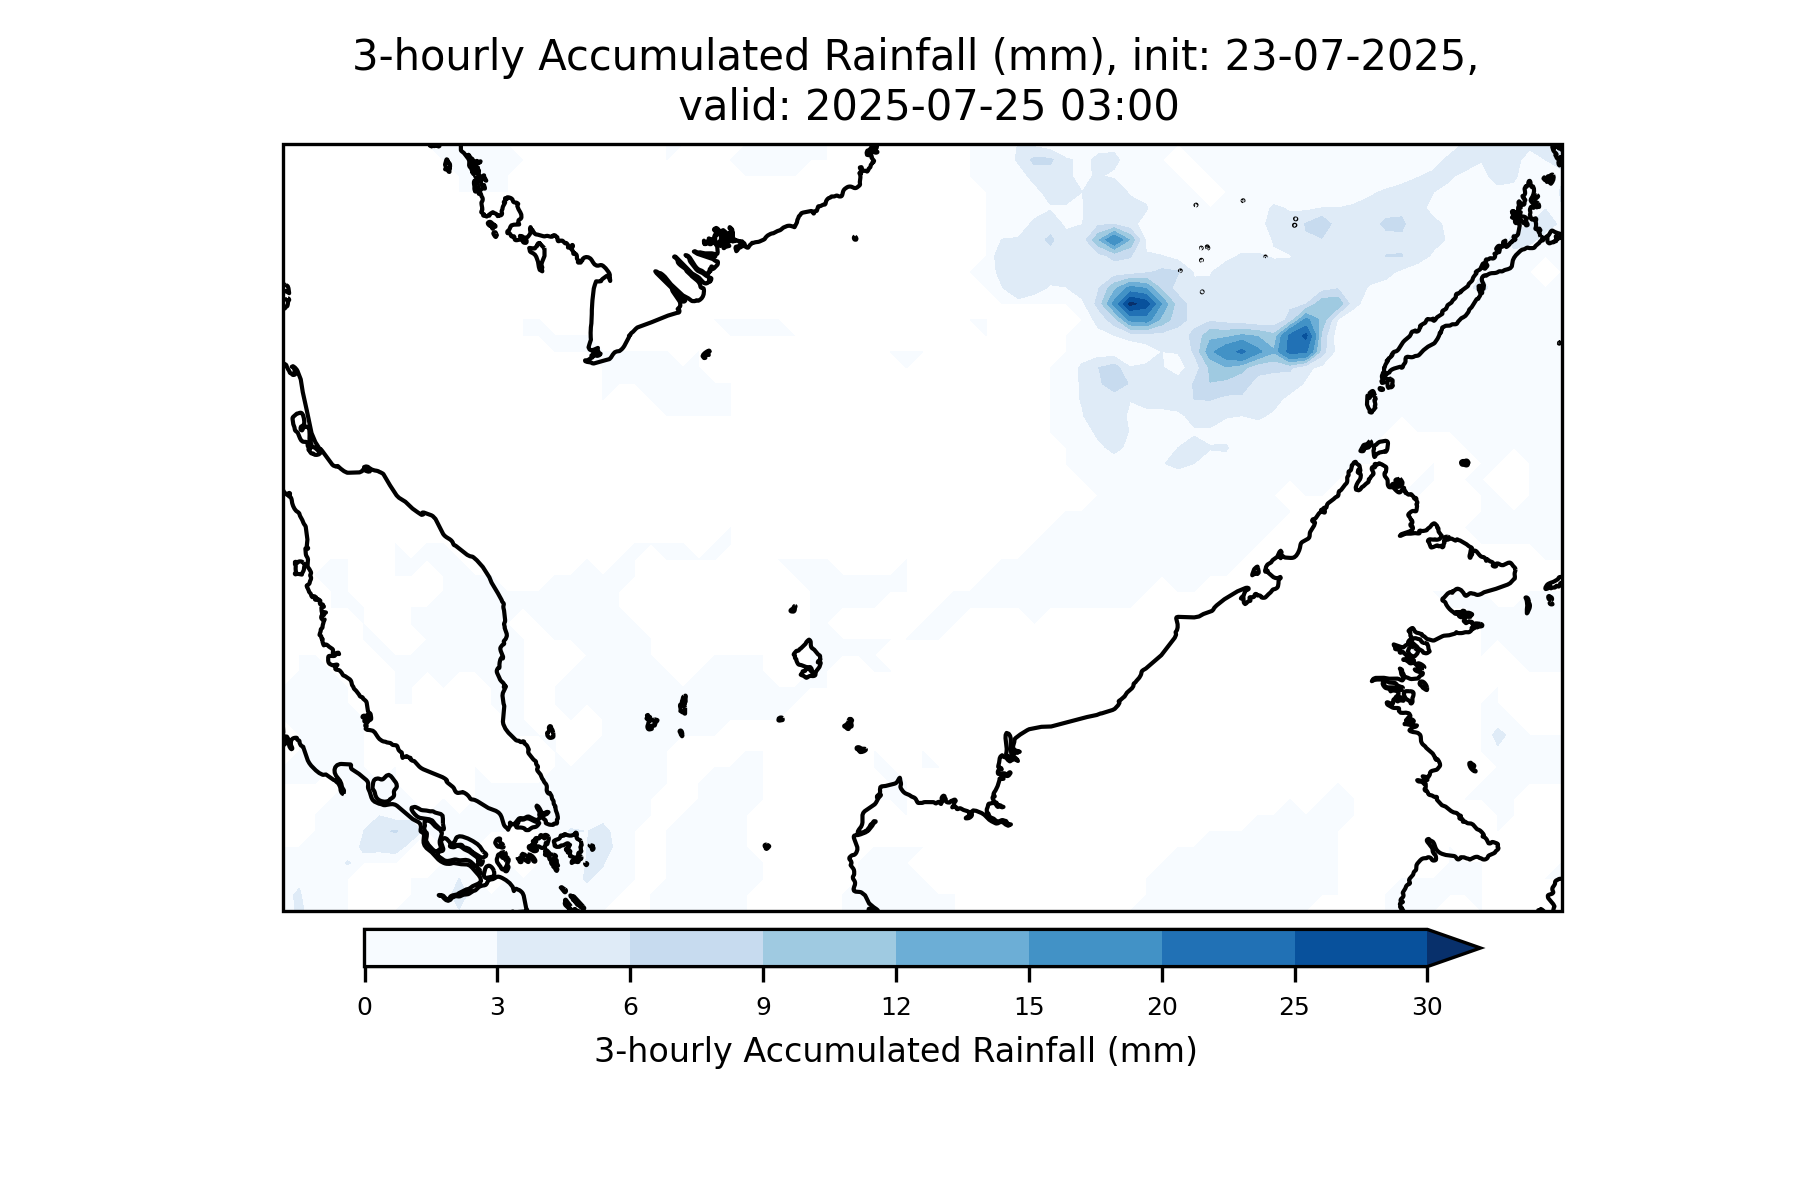 3-hourly Accumulated Rainfall (mm), init: 23-07-2025,
valid: 2025-07-25 03:00
0 3 6 9 12 15 20 25 30
3-hourly Accumulated Rainfall (mm)